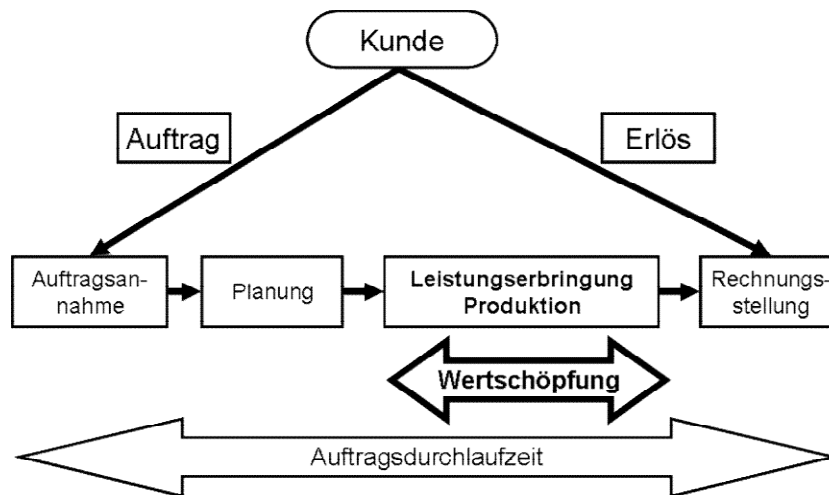 Kunde
Auftrag
Erlös
Auftragsan-
nahme
Planung
Leistungserbringung
Produktion
Rechnungs-
stellung
Wertschöpfung
Auftragsdurchlaufzeit